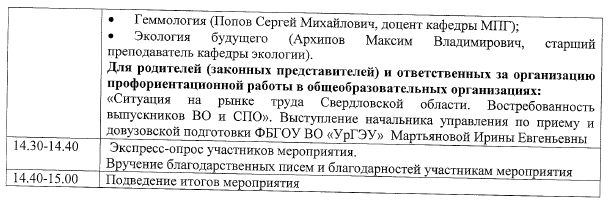 • Геммология (Попов Сергей Михайлович, доцент кафедры МПГ);
• Экология будущего (Архипов Максим Владимирович, старший
преподаватель кафедры экологии).
Для родителей (законных представителей) и ответственных за организацию
профориентационной работы в общеобразовательных организациях:
«Ситуация на рынке труда Свердловской области. Востребованность
выпускников ВО и СПО». Выступление начальника управления по приему и
довузовской подготовки ФБГОУ ВО «УрГЭУ» Мартьяновой Ирины Евгеньевны
14.30-14.40 Экспресс-опрос участников мероприятия.
Вручение благодарственных писем и благодарностей участникам мероприятия
14.40-15.00 Подведение итогов мероприятия